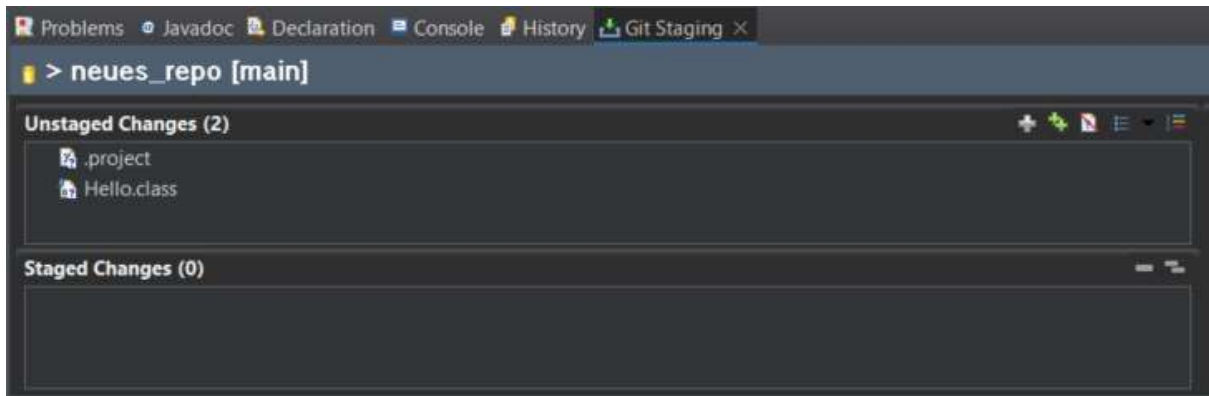 Problems Javadoc Declaration Console History Git Staging
> neues_repo [main]
Unstaged Changes (2)
.project
Hello.class
Staged Changes (0)